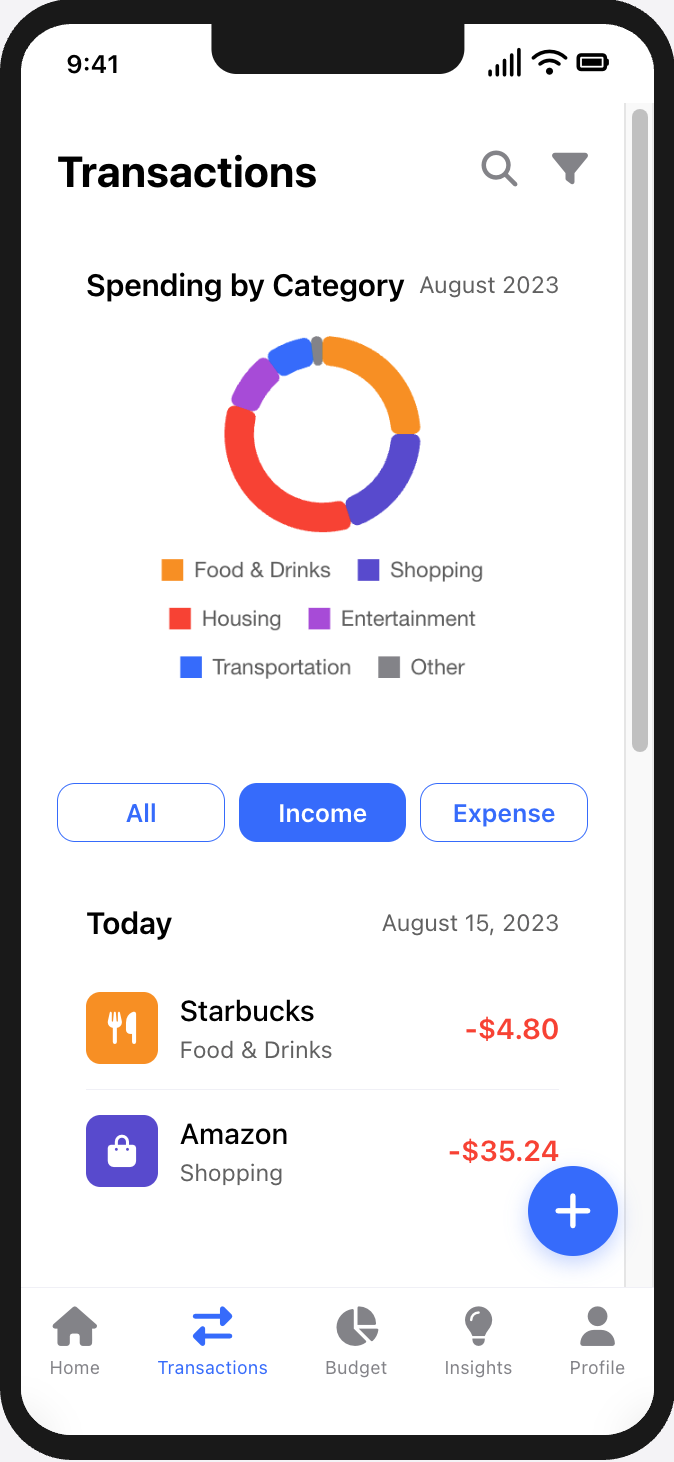 9:41
Transactions
Spending by Category August 2023
Food & Drinks Shopping
Housing Entertainment
Transportation Other
All Income Expense
Today August 15, 2023
Starbucks
Food & Drinks
-$4.80
Amazon
Shopping
-$35.24
Home Transactions Budget Insights Profile